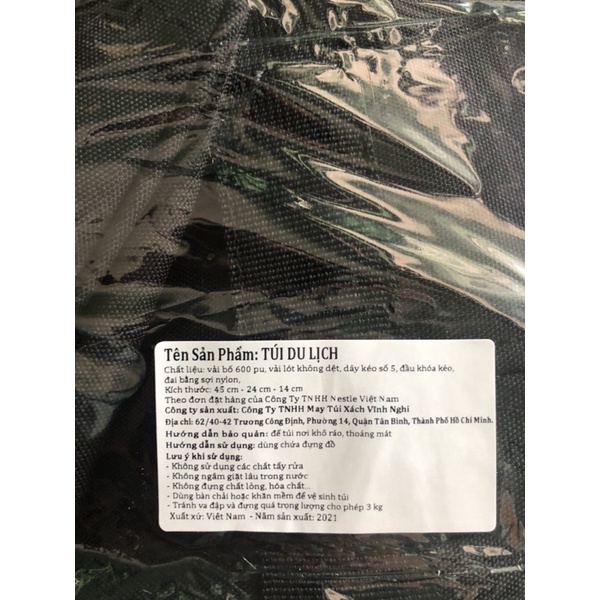 Tên Sản Phẩm: TÚI DU LỊCH
Chất liệu: vải bố 600 pu, vải lót không dệt, dây kéo số 5, đầu khóa kéo,
đai bằng sợi nylon,
Kích thước: 45 cm - 24 cm - 14 cm
Theo đơn đặt hàng của Công Ty TNHH Nestle Việt Nam
Công ty sản xuất: Công Ty TNHH May Túi Xách Vĩnh Nghi
Địa chỉ: 62/40-42 Trương Công Định, Phường 14, Quận Tân Bình, Thành Phố Hồ Chí Minh.
Hướng dẫn bảo quản: để túi nơi khô ráo, thoáng mát
Hướng dẫn sử dụng: dùng chứa đựng đồ
Lưu ý khi sử dụng:
- Không sử dụng các chất tẩy rửa
- Không ngâm giặt lâu trong nước
- Không đựng chất lỏng, hóa chất...
- Dùng bàn chải hoặc khăn mềm để vệ sinh túi
- Tránh va đập và đựng quá trọng lượng cho phép 3 kg
Xuất xứ: Việt Nam - Năm sản xuất: 2021